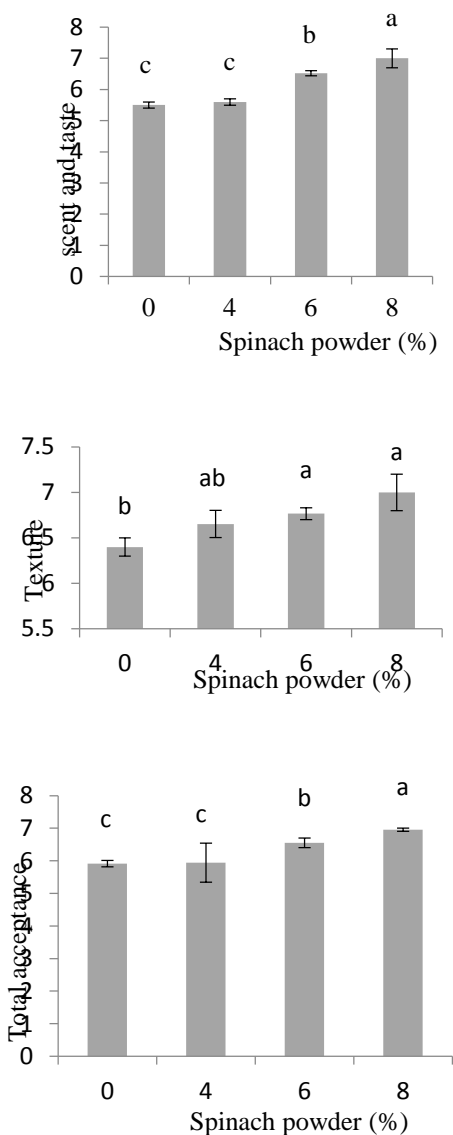 8
a
7
b
c
c
6
5
4
3
2
1
0
scent and taste
0 4 6 8
Spinach powder (%)
7.5
a
a
ab
b
7
6.5
6
5.5
Texture
0 4 6 8
Spinach powder (%)
8
a
b
c
c
7
6
5
4
3
2
1
0
Total acceptance
0 4 6 8
Spinach powder (%)